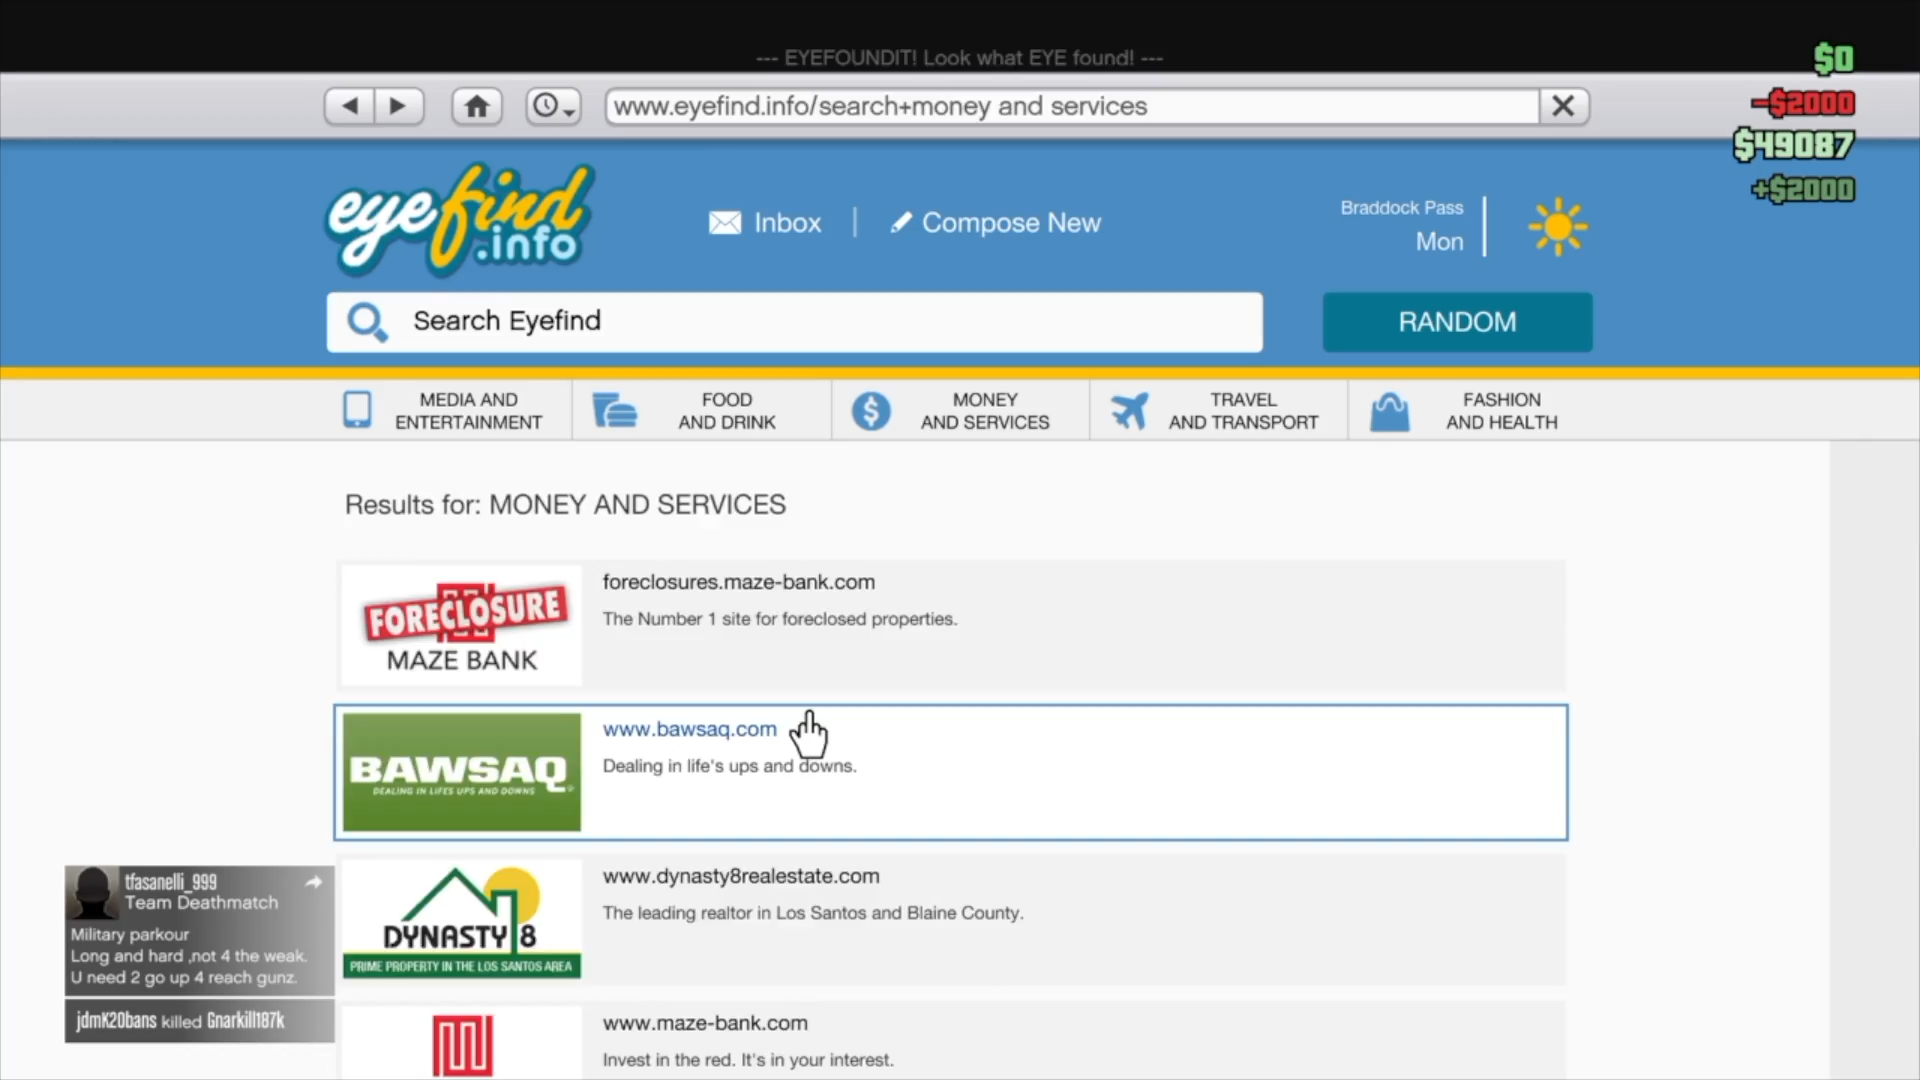 --- EYEFOUNDIT! Look what EYE found! ---
$0
-$2000
$49087
+$2000
www.eyefind.info/search+money and services
eyefind
.info
Inbox
Compose New
Braddock Pass
Mon
Search Eyefind
RANDOM
MEDIA AND
ENTERTAINMENT
FOOD
AND DRINK
MONEY
AND SERVICES
TRAVEL
AND TRANSPORT
FASHION
AND HEALTH
Results for: MONEY AND SERVICES
FORECLOSURE
MAZE BANK
foreclosures.maze-bank.com
The Number 1 site for foreclosed properties.
BAWSAQ
DEALING IN LIFES UPS AND DOWNS
www.bawsaq.com
Dealing in life's ups and downs.
DYNASTY 8
PRIME PROPERTY IN THE LOS SANTOS AREA
www.dynasty8realestate.com
The leading realtor in Los Santos and Blaine County.
www.maze-bank.com
Invest in the red. It's in your interest.
tfasanelli_999
Team Deathmatch
Military parkour
Long and hard ,not 4 the weak.
U need 2 go up 4 reach gunz.
jdmK20bans killed Gnarkill187k